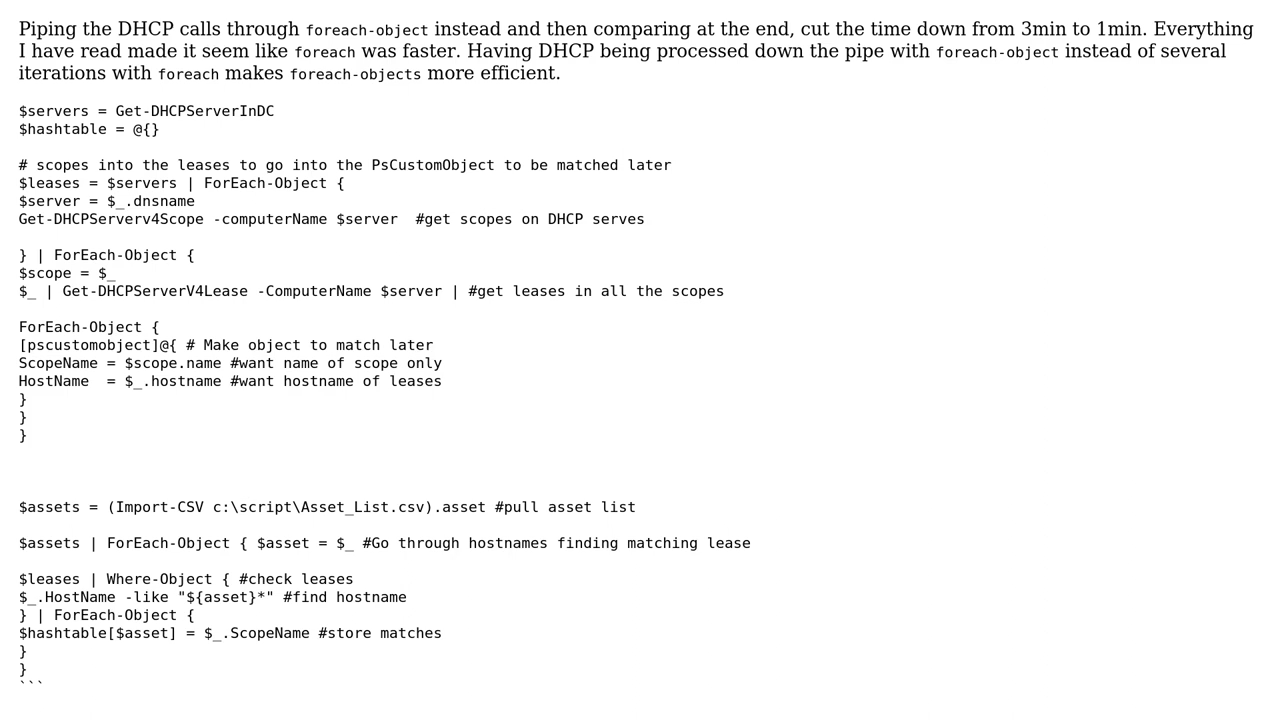 Piping the DHCP calls through foreach-object instead and then comparing at the end, cut the time down from 3min to 1min. Everything
I have read made it seem like foreach was faster. Having DHCP being processed down the pipe with foreach-object instead of several
iterations with foreach makes foreach-objects more efficient.
$servers = Get-DHCPServerInDC
$hashtable = @{}
# scopes into the leases to go into the PsCustomObject to be matched later
$leases = $servers | ForEach-Object {
$server = $_.dnsname
Get-DHCPServerv4Scope -computerName $server  #get scopes on DHCP serves
} | ForEach-Object {
$scope = $_
$_ | Get-DHCPServerV4Lease -ComputerName $server | #get leases in all the scopes
ForEach-Object {
[pscustomobject]@{ # Make object to match later
ScopeName = $scope.name #want name of scope only
HostName  = $_.hostname #want hostname of leases
}
}
}
$assets = (Import-CSV c:\script\Asset_List.csv).asset #pull asset list
$assets | ForEach-Object { $asset = $_ #Go through hostnames finding matching lease
$leases | Where-Object { #check leases
$_.HostName -like "${asset}*" #find hostname
} | ForEach-Object {
$hashtable[$asset] = $_.ScopeName #store matches
}
}
```